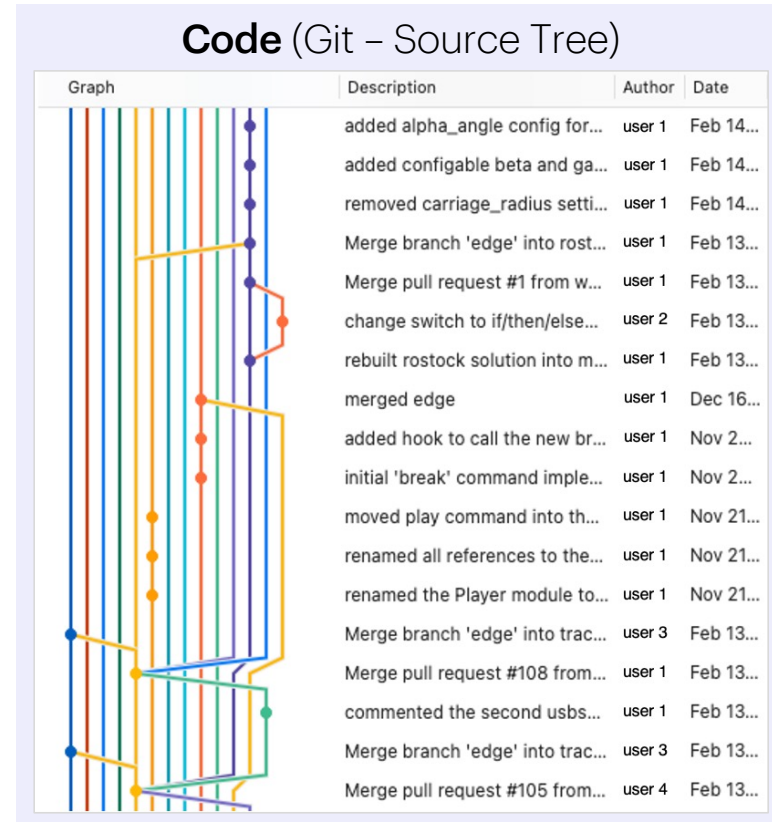 Code (Git – Source Tree)
Graph Description Author Date
added alpha_angle config for... user 1 Feb 14...
added configable beta and ga... user 1 Feb 14...
removed carriage_radius setti... user 1 Feb 14...
Merge branch 'edge' into rost... user 1 Feb 13...
Merge pull request #1 from w... user 1 Feb 13...
change switch to if/then/else... user 2 Feb 13...
rebuilt rostock solution into m... user 1 Feb 13...
merged edge user 1 Dec 16...
added hook to call the new br... user 1 Nov 2...
initial 'break' command imple... user 1 Nov 2...
moved play command into th... user 1 Nov 21...
renamed all references to the... user 1 Nov 21...
renamed the Player module to... user 1 Nov 21...
Merge branch 'edge' into trac... user 3 Feb 13...
Merge pull request #108 from... user 1 Feb 13...
commented the second usbs... user 1 Feb 13...
Merge branch 'edge' into trac... user 3 Feb 13...
Merge pull request #105 from... user 4 Feb 13...